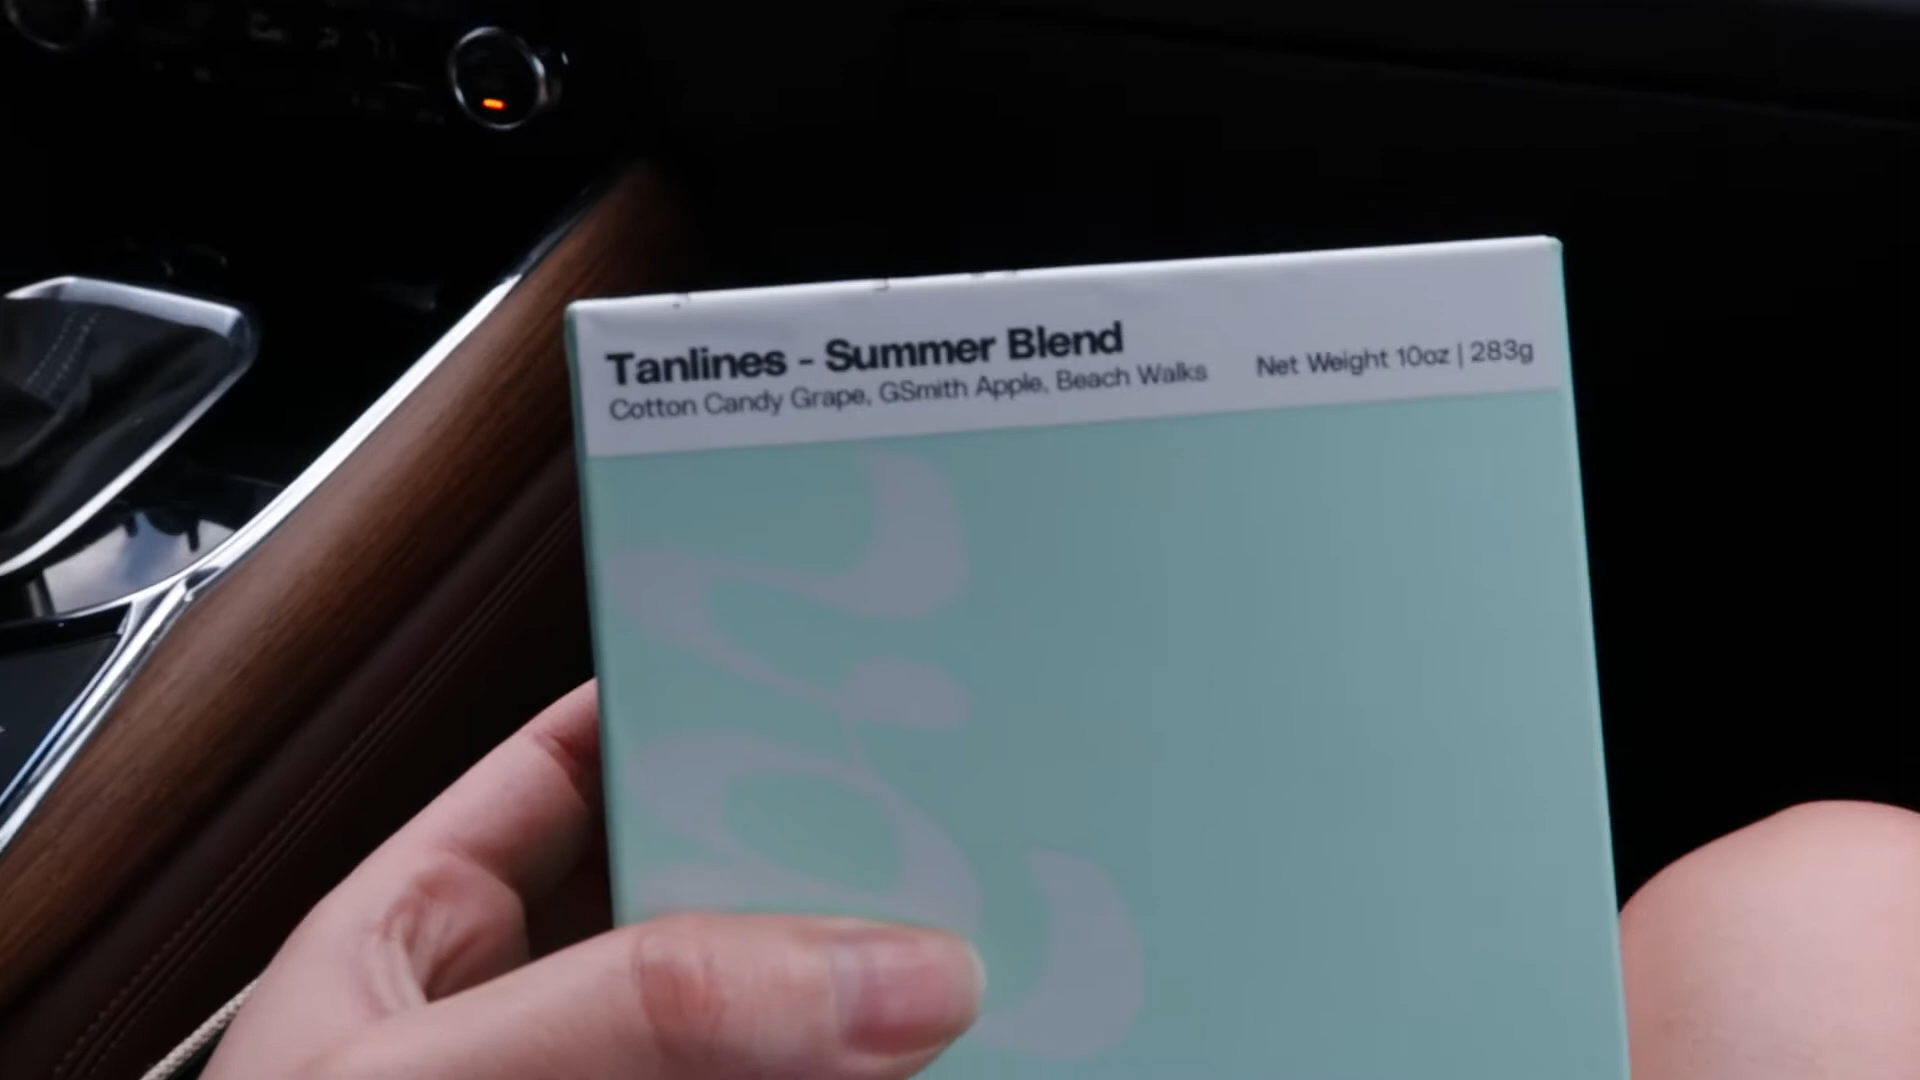 Tanlines - Summer Blend
Cotton Candy Grape, GSmith Apple, Beach Walks
Net Weight 10oz | 283g